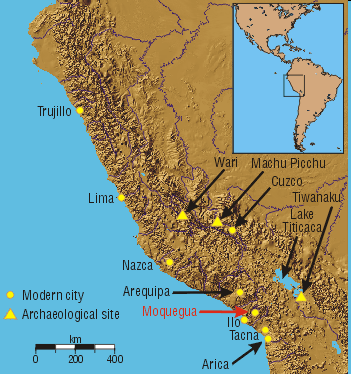 Trujillo
Wari
Machu Picchu
Cuzco
Tiwanaku
Lima
Lake
Titicaca
Nazca
Arequipa
Modern city
Moquegua
Archaeological site
Ilo
Tacna
km
0 200 400
Arica